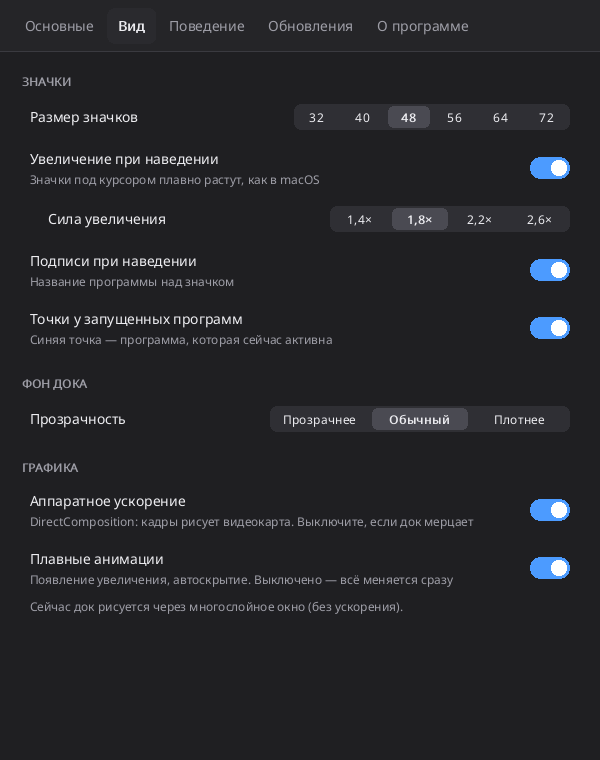 Основные Вид Поведение Обновления О программе
ЗНАЧКИ
Размер значков 32 40 48 56 64 72
Увеличение при наведении
Значки под курсором плавно растут, как в macOS
Сила увеличения 1,4× 1,8× 2,2× 2,6×
Подписи при наведении
Название программы над значком
Точки у запущенных программ
Синяя точка — программа, которая сейчас активна
ФОН ДОКА
Прозрачность Прозрачнее Обычный Плотнее
ГРАФИКА
Аппаратное ускорение
DirectComposition: кадры рисует видеокарта. Выключите, если док мерцает
Плавные анимации
Появление увеличения, автоскрытие. Выключено — всё меняется сразу
Сейчас док рисуется через многослойное окно (без ускорения).